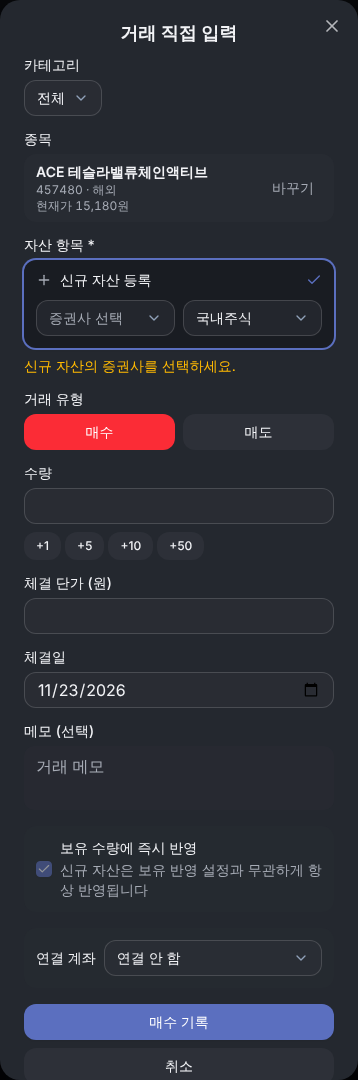 거래 직접 입력
카테고리
전체
종목
ACE 테슬라밸류체인액티브
457480 · 해외
현재가 15,180원
바꾸기
자산 항목 *
신규 자산 등록
증권사 선택
국내주식
신규 자산의 증권사를 선택하세요.
거래 유형
매수
매도
수량
+1
+5
+10
+50
체결 단가 (원)
체결일
11/23/2026
메모 (선택)
거래 메모
보유 수량에 즉시 반영
신규 자산은 보유 반영 설정과 무관하게 항
상 반영됩니다
연결 계좌
연결 안 함
매수 기록
취소